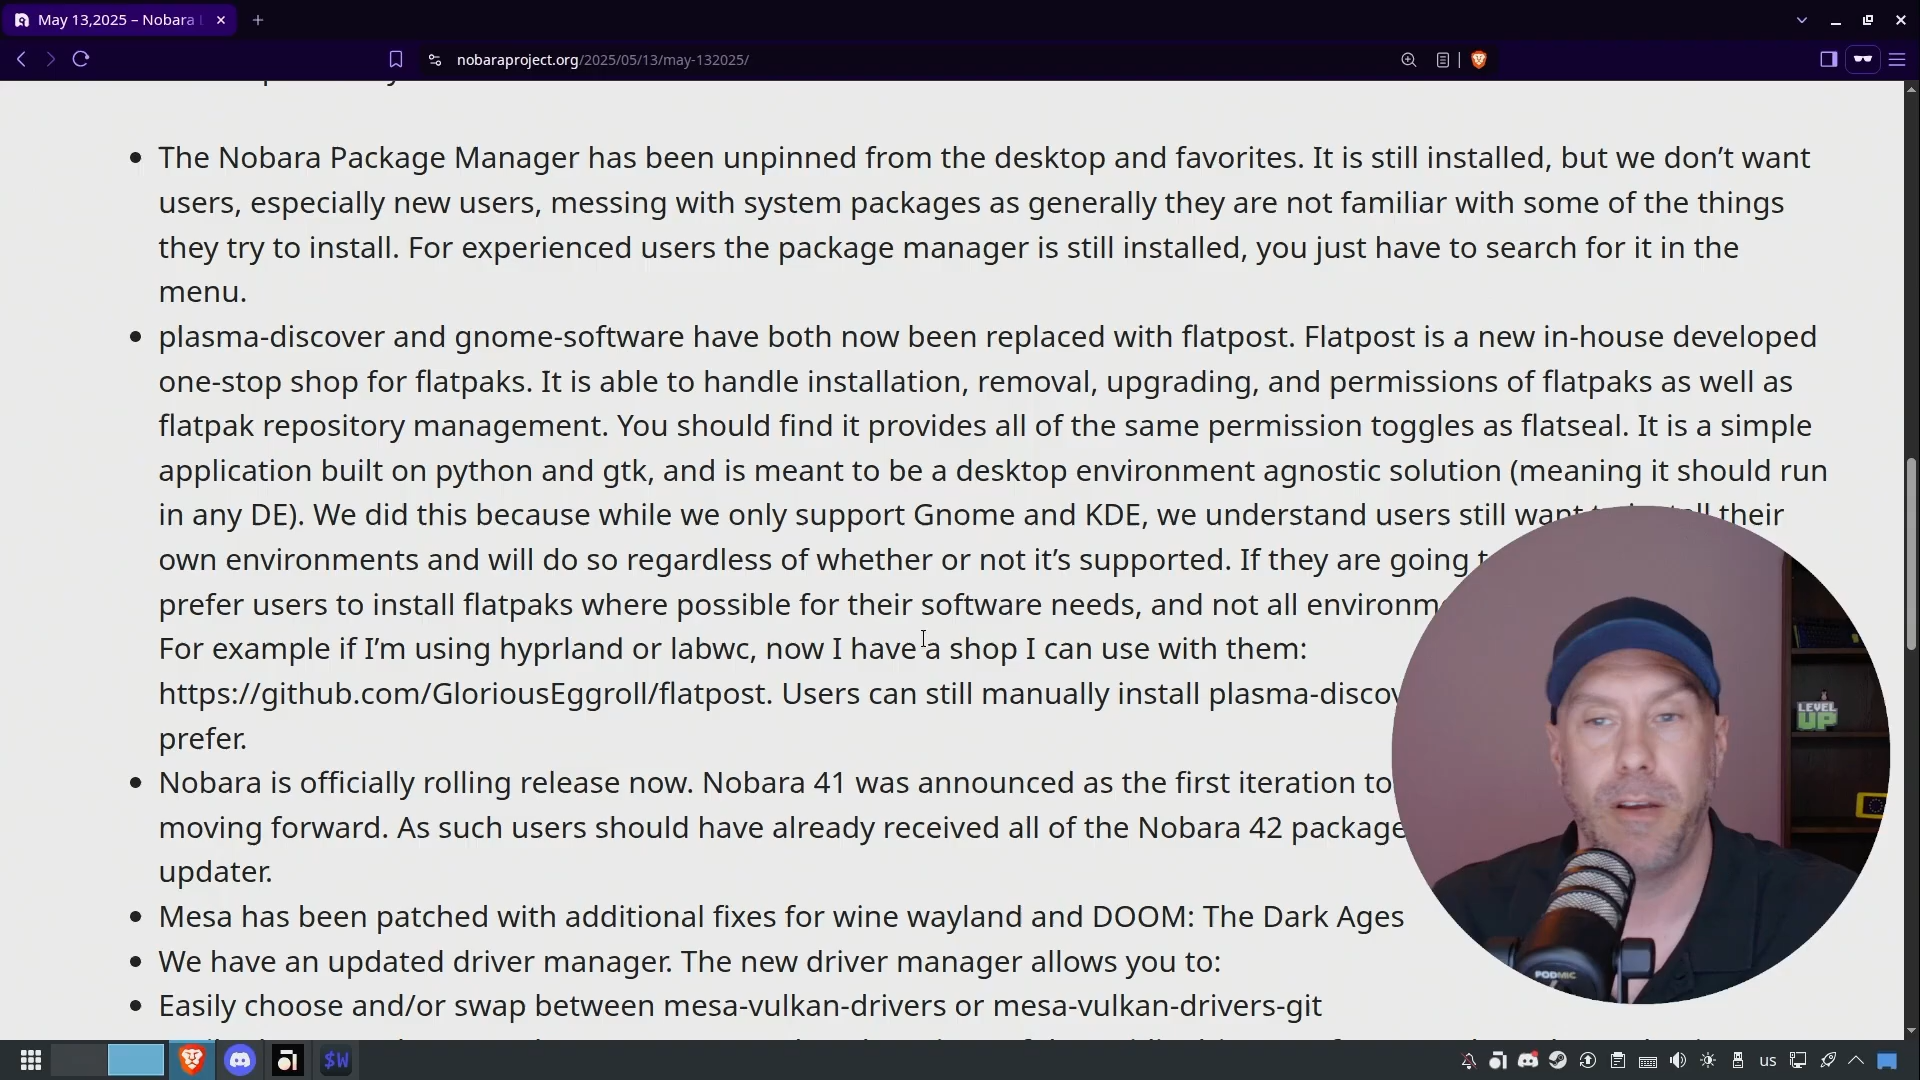 May 13,2025 – Nobara
nobaraproject.org/2025/05/13/may-132025/
The Nobara Package Manager has been unpinned from the desktop and favorites. It is still installed, but we don’t want
users, especially new users, messing with system packages as generally they are not familiar with some of the things
they try to install. For experienced users the package manager is still installed, you just have to search for it in the
menu.
plasma-discover and gnome-software have both now been replaced with flatpost. Flatpost is a new in-house developed
one-stop shop for flatpaks. It is able to handle installation, removal, upgrading, and permissions of flatpaks as well as
flatpak repository management. You should find it provides all of the same permission toggles as flatseal. It is a simple
application built on python and gtk, and is meant to be a desktop environment agnostic solution (meaning it should run
in any DE). We did this because while we only support Gnome and KDE, we understand users still want their
own environments and will do so regardless of whether or not it’s supported. If they are going
prefer users to install flatpaks where possible for their software needs, and not all
For example if I’m using hyprland or labwc, now I have a shop I can use with them:
https://github.com/GloriousEggroll/flatpost. Users can still manually install
prefer.
Nobara is officially rolling release now. Nobara 41 was announced as the first iteration to
moving forward. As such users should have already received all of the Nobara 42
updater.
Mesa has been patched with additional fixes for wine wayland and DOOM: The Dark Ages
We have an updated driver manager. The new driver manager allows you to:
Easily choose and/or swap between mesa-vulkan-drivers or mesa-vulkan-drivers-git
LEVEL
UP
PODMIC
$W
us